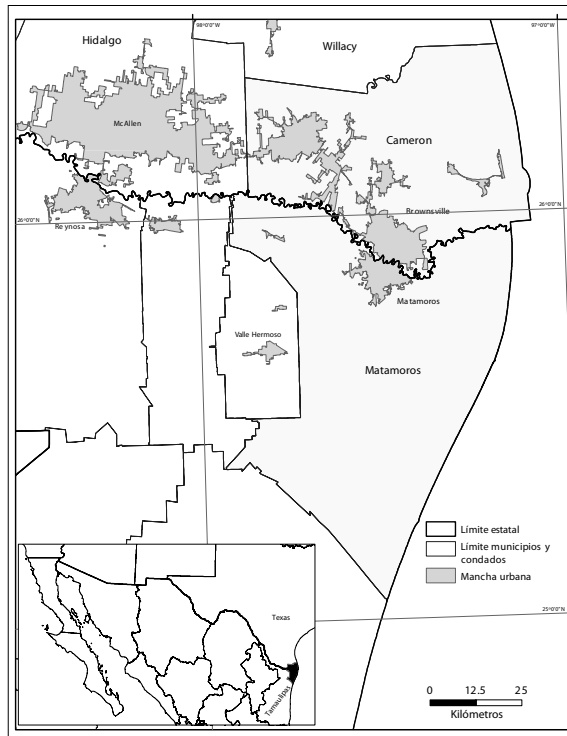 98°0'0"W
97°0'0"W
Hidalgo
Willacy
McAllen
Cameron
26°0'0"N
Brownsville
26°0'0"N
Reynosa
Matamoros
Valle Hermoso
Matamoros
Límite estatal
Límite municipios y
condados
Mancha urbana
25°0'0"N
Texas
Tamaulipas
0 12.5 25
Kilómetros